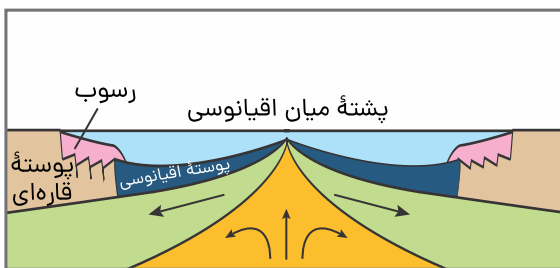 رسوب
پشتهٔ میان اقیانوسی
پوستهٔ
قاره‌ای
پوستهٔ اقیانوسی